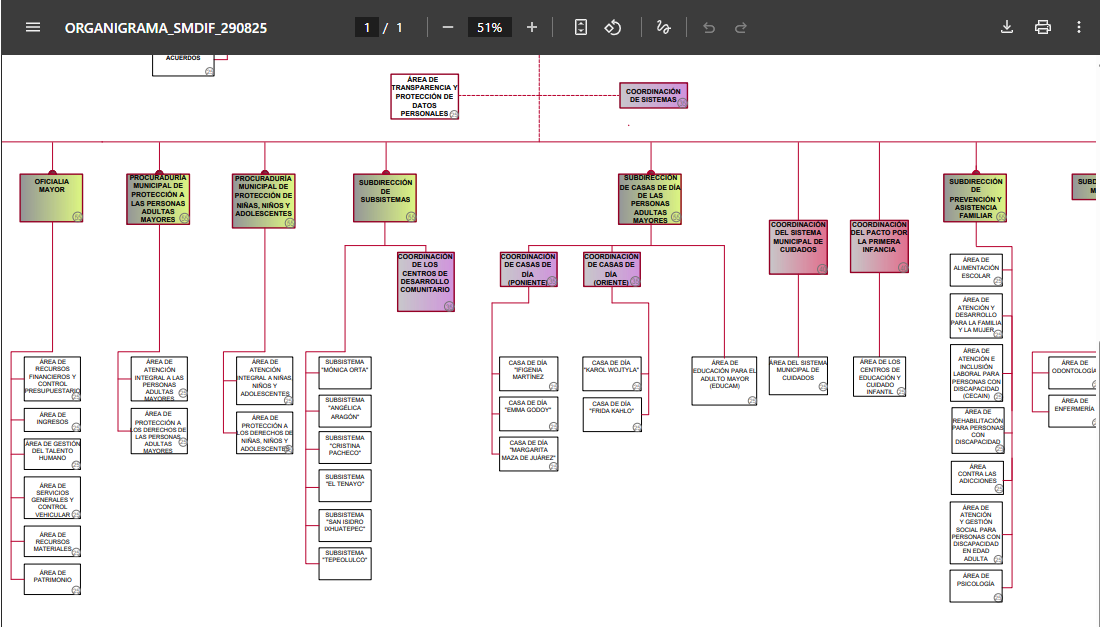 ORGANIGRAMA_SMDIF_290825
1 / 1
51%
ACUERDOS
ÁREA DE
TRANSPARENCIA Y
PROTECCIÓN DE
DATOS
PERSONALES
COORDINACIÓN
DE SISTEMAS
OFICIALIA
MAYOR
PROCURADURÍA
MUNICIPAL DE
PROTECCIÓN A
LAS PERSONAS
ADULTAS
MAYORES
PROCURADURÍA
MUNICIPAL DE
PROTECCIÓN DE
NIÑAS, NIÑOS Y
ADOLESCENTES
SUBDIRECCIÓN
DE
SUBSISTEMAS
SUBDIRECCIÓN
DE CASAS DE DÍA
DE LAS
PERSONAS
ADULTAS
MAYORES
COORDINACIÓN
DEL SISTEMA
MUNICIPAL DE
CUIDADOS
COORDINACIÓN
DEL PACTO POR
LA PRIMERA
INFANCIA
SUBDIRECCIÓN
DE
PREVENCIÓN Y
ASISTENCIA
FAMILIAR
SUBD
M
COORDINACIÓN
DE LOS
CENTROS DE
DESARROLLO
COMUNITARIO
COORDINACIÓN
DE CASAS DE
DÍA
(PONIENTE)
COORDINACIÓN
DE CASAS DE
DÍA
(ORIENTE)
ÁREA DE
RECURSOS
FINANCIEROS Y
CONTROL
PRESUPUESTARIO
ÁREA DE
INGRESOS
ÁREA DE GESTIÓN
DEL TALENTO
HUMANO
ÁREA DE
SERVICIOS
GENERALES Y
CONTROL
VEHICULAR
ÁREA DE
RECURSOS
MATERIALES
ÁREA DE
PATRIMONIO
ÁREA DE
ATENCIÓN
INTEGRAL A LAS
PERSONAS
ADULTAS
MAYORES
ÁREA DE
PROTECCIÓN A
LOS DERECHOS DE
LAS PERSONAS
ADULTAS
MAYORES
ÁREA DE
ATENCIÓN
INTEGRAL A NIÑAS,
NIÑOS Y
ADOLESCENTES
ÁREA DE
PROTECCIÓN A
LOS DERECHOS DE
NIÑAS, NIÑOS Y
ADOLESCENTES
SUBSISTEMA
"MÓNICA ORTA"
SUBSISTEMA
"ANGÉLICA
ARAGÓN"
SUBSISTEMA
"CRISTINA
PACHECO"
SUBSISTEMA
"EL TENAYO"
SUBSISTEMA
"SAN ISIDRO
IXHUATEPEC"
SUBSISTEMA
"TEPEOLULCO"
CASA DE DÍA
"IFIGENIA
MARTÍNEZ
CASA DE DÍA
"EMMA GODOY"
CASA DE DÍA
"MARGARITA
MAZA DE JUÁREZ"
CASA DE DÍA
"KAROL WOJTYLA"
CASA DE DÍA
"FRIDA KAHLO"
ÁREA DE
EDUCACIÓN PARA EL
ADULTO MAYOR
(EDUCAM)
ÁREA DEL SISTEMA
MUNICIPAL DE
CUIDADOS
ÁREA DE LOS
CENTROS DE
EDUCACIÓN Y
CUIDADO
INFANTIL
ÁREA DE
ALIMENTACIÓN
ESCOLAR
ÁREA DE
ATENCIÓN Y
DESARROLLO
PARA LA FAMILIA
Y LA MUJER
ÁREA DE
ATENCIÓN E
INCLUSIÓN
LABORAL PARA
PERSONAS CON
DISCAPACIDAD
(CECAIN)
ÁREA DE
REHABILITACIÓN
PARA PERSONAS
CON
DISCAPACIDAD
ÁREA
CONTRA LAS
ADICCIONES
ÁREA DE
ATENCIÓN
Y GESTIÓN
SOCIAL PARA
PERSONAS CON
DISCAPACIDAD
EN EDAD
ADULTA
ÁREA DE
PSICOLOGÍA
ÁREA DE
ODONTOLOGÍA
ÁREA DE
ENFERMERÍA